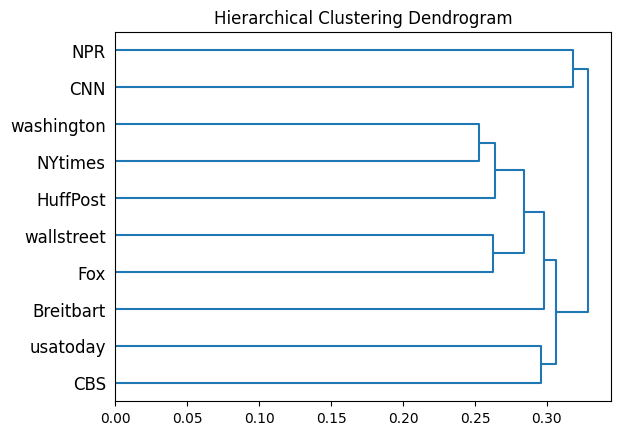 Hierarchical Clustering Dendrogram
NPR
CNN
washington
NYtimes
HuffPost
wallstreet
Fox
Breitbart
usatoday
CBS
0.00 0.05 0.10 0.15 0.20 0.25 0.30